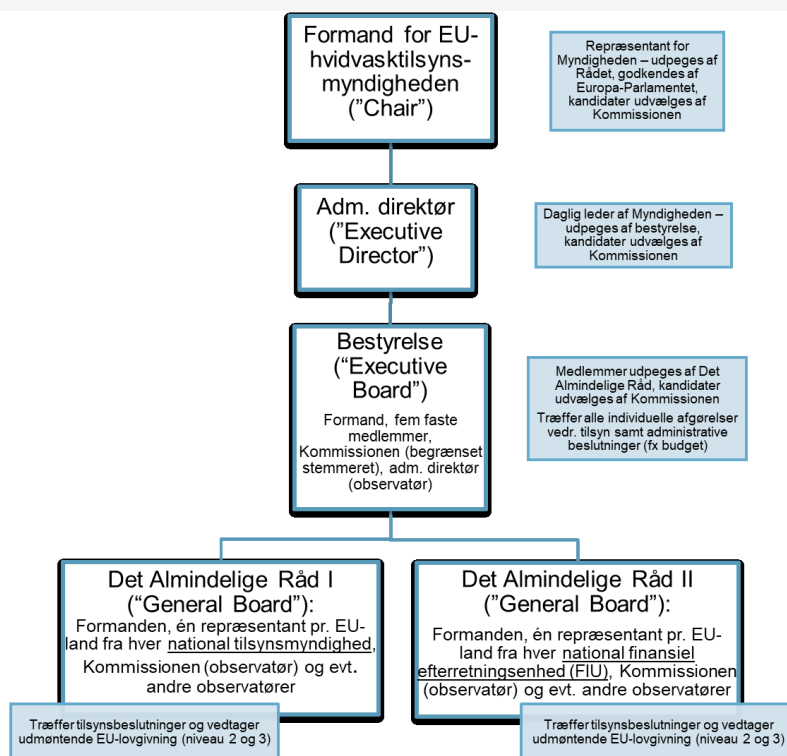 Formand for EU-
hvidvasktilsyns-
myndigheden
("Chair")
Repræsentant for
Myndigheden – udpeges af
Rådet, godkendes af
Europa-Parlamentet,
kandidater udvælges af
Kommissionen
Adm. direktør
("Executive
Director")
Daglig leder af Myndigheden –
udpeges af bestyrelse,
kandidater udvælges af
Kommissionen
Bestyrelse
(“Executive
Board”)
Formand, fem faste
medlemmer,
Kommissionen (begrænset
stemmeret), adm. direktør
(observatør)
Medlemmer udpeges af Det
Almindelige Råd, kandidater
udvælges af Kommissionen
Træffer alle individuelle afgørelser
vedr. tilsyn samt administrative
beslutninger (fx budget)
Det Almindelige Råd I
(“General Board”):
Formanden, én repræsentant pr. EU-
land fra hver national tilsynsmyndighed,
Kommissionen (observatør) og evt.
andre observatører
Træffer tilsynsbeslutninger og vedtager
udmøntende EU-lovgivning (niveau 2 og 3)
Det Almindelige Råd II
(”General Board”):
Formanden, én repræsentant pr. EU-
land fra hver national finansiel
efterretningsenhed (FIU), Kommissionen
(observatør) og evt. andre observatører
Træffer tilsynsbeslutninger og vedtager
udmøntende EU-lovgivning (niveau 2 og 3)